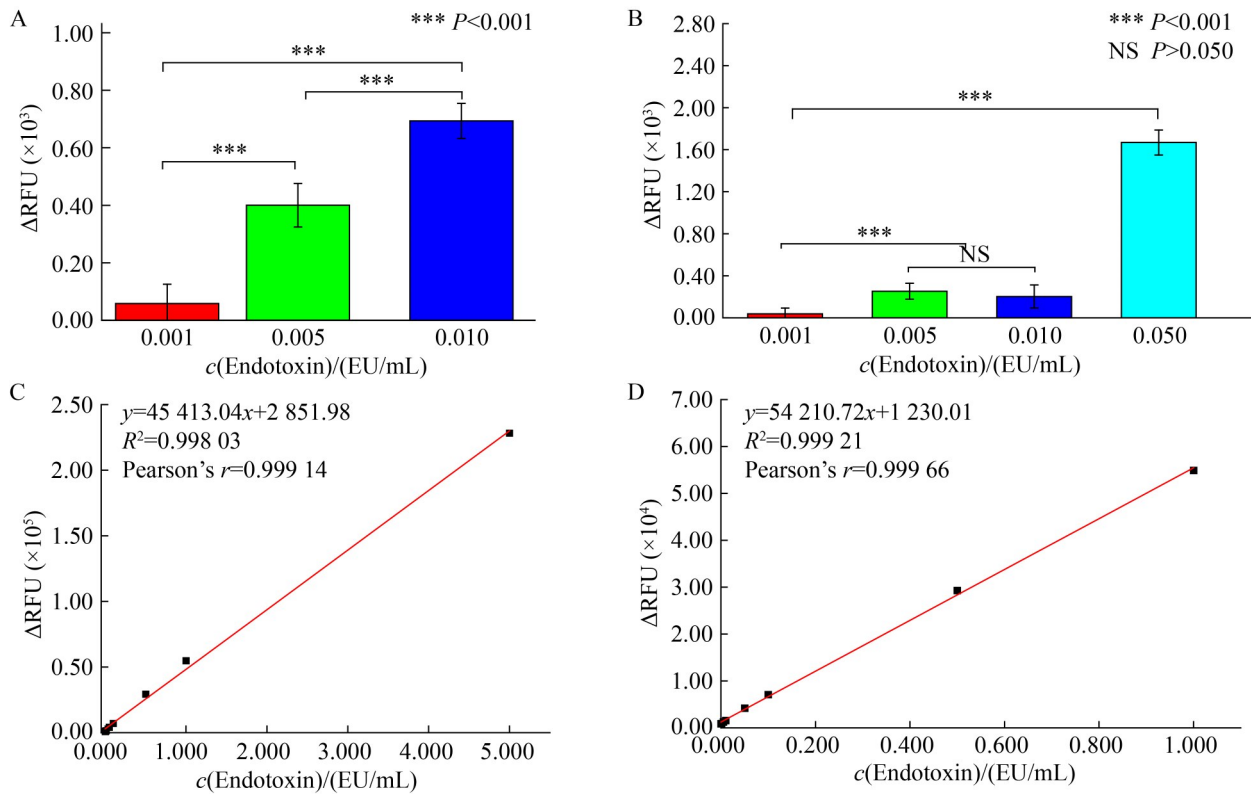 A
*** P<0.001
ΔRFU (×10³)
1.00
0.80
0.60
0.40
0.20
0.00
***
***
***
0.001 0.005 0.010
c(Endotoxin)/(EU/mL)
B
*** P<0.001
NS P>0.050
ΔRFU (×10³)
2.80
2.40
2.00
1.60
1.20
0.80
0.40
0.00
***
***
NS
0.001 0.005 0.010 0.050
c(Endotoxin)/(EU/mL)
C
y=45 413.04x+2 851.98
R²=0.998 03
Pearson's r=0.999 14
ΔRFU (×10⁵)
2.50
2.00
1.50
1.00
0.50
0.00
0.000 1.000 2.000 3.000 4.000 5.000
c(Endotoxin)/(EU/mL)
D
y=54 210.72x+1 230.01
R²=0.999 21
Pearson's r=0.999 66
ΔRFU (×10⁴)
7.00
6.00
5.00
4.00
3.00
2.00
1.00
0.00
0.000 0.200 0.400 0.600 0.800 1.000
c(Endotoxin)/(EU/mL)